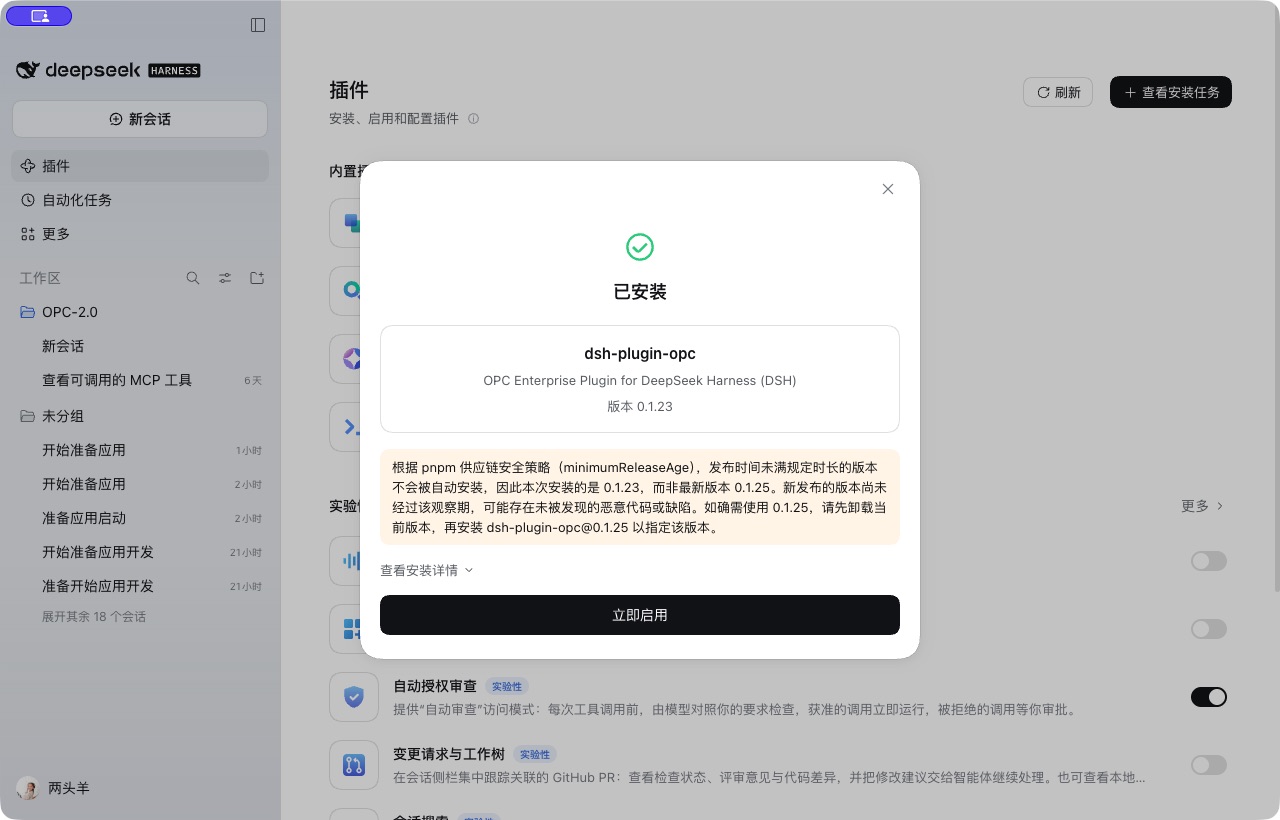 deepseek HARNESS
新会话
插件
自动化任务
更多
工作区
OPC-2.0
新会话
查看可调用的 MCP 工具 6 天
未分组
开始准备应用 1 小时
开始准备应用 2 小时
准备应用启动 2 小时
开始准备应用开发 21 小时
准备开始应用开发 21 小时
展开其余 18 个会话
两头羊
插件
安装、启用和配置插件
刷新
查看安装任务
内置
已安装
dsh-plugin-opc
OPC Enterprise Plugin for DeepSeek Harness (DSH)
版本 0.1.23
根据 pnpm 供应链安全策略（minimumReleaseAge），发布时间未满规定时长的版本
不会被自动安装，因此本次安装的是 0.1.23，而非最新版本 0.1.25。新发布的版本尚未
经过该观察期，可能存在未被发现的恶意代码或缺陷。如确需使用 0.1.25，请先卸载当
前版本，再安装 dsh-plugin-opc@0.1.25 以指定该版本。
查看安装详情
立即启用
实验
更多
自动授权审查 实验性
提供“自动审查”访问模式：每次工具调用前，由模型对照你的要求检查，获准的调用立即运行，被拒绝的调用等你审批。
变更请求与工作树 实验性
在会话侧栏集中跟踪关联的 GitHub PR：查看检查状态、评审意见与代码差异，并把修改建议交给智能体继续处理。也可查看本地...